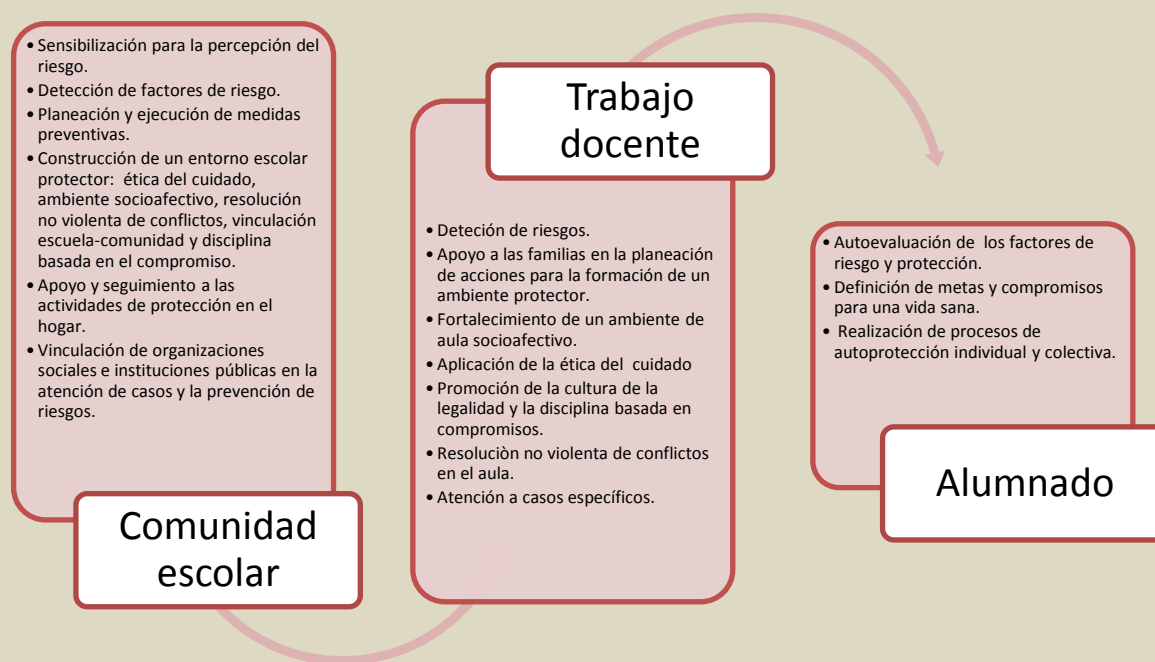 • Sensibilización para la percepción del
riesgo.
• Detección de factores de riesgo.
• Planeación y ejecución de medidas
preventivas.
• Construcción de un entorno escolar
protector: ética del cuidado,
ambiente socioafectivo, resolución
no violenta de conflictos, vinculación
escuela-comunidad y disciplina
basada en el compromiso.
• Apoyo y seguimiento a las
actividades de protección en el
hogar.
• Vinculación de organizaciones
sociales e instituciones públicas en la
atención de casos y la prevención de
riesgos.
Comunidad
escolar
Trabajo
docente
• Deteción de riesgos.
• Apoyo a las familias en la planeación
de acciones para la formación de un
ambiente protector.
• Fortalecimiento de un ambiente de
aula socioafectivo.
• Aplicación de la ética del cuidado
• Promoción de la cultura de la
legalidad y la disciplina basada en
compromisos.
• Resoluciòn no violenta de conflictos
en el aula.
• Atención a casos específicos.
• Autoevaluación de los factores de
riesgo y protección.
• Definición de metas y compromisos
para una vida sana.
• Realización de procesos de
autoprotección individual y colectiva.
Alumnado